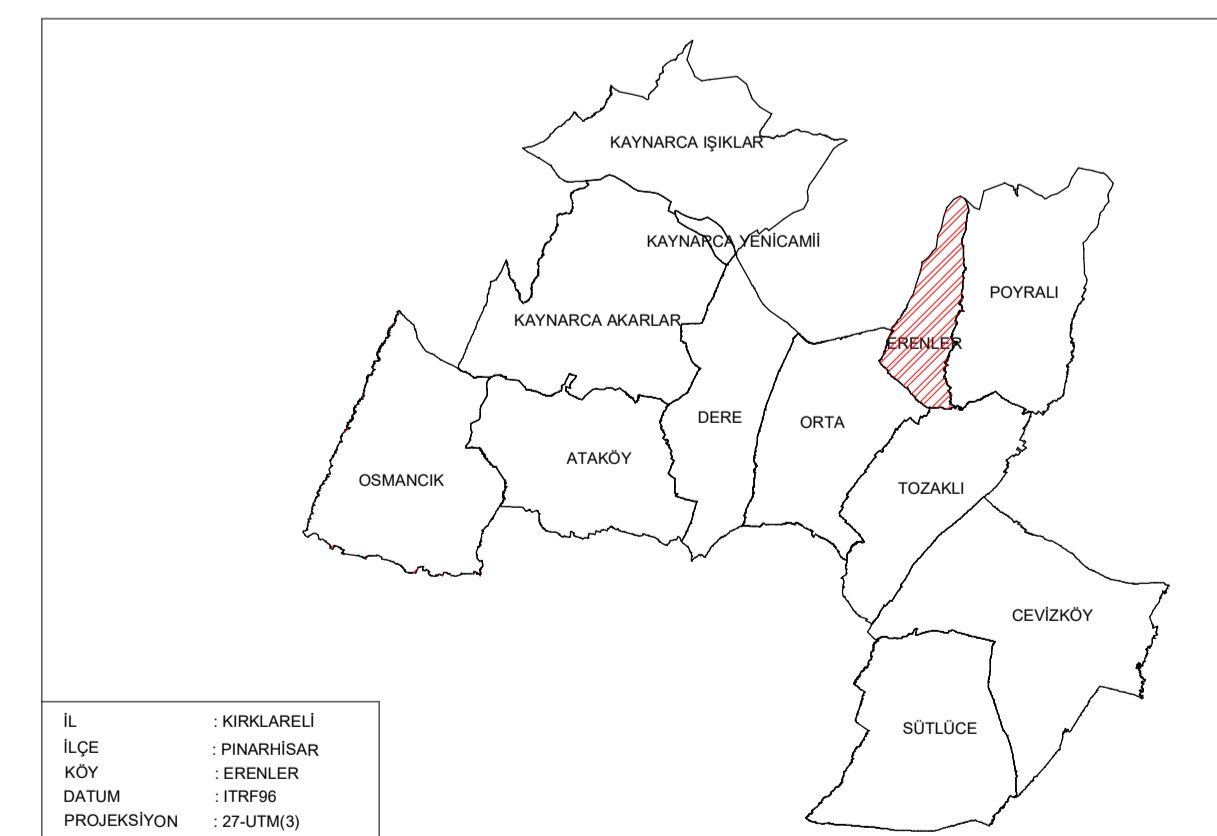 KAYNARCA IŞIKLAR
KAYNARCA YENİCAMİİ
POYRALI
KAYNARCA AKARLAR
ERENLER
DERE
ORTA
ATAKÖY
OSMANCIK
TOZAKLI
CEVİZKÖY
SÜTLÜCE
İL : KIRKLARELİ
İLÇE : PINARHİSAR
KÖY : ERENLER
DATUM : ITRF96
PROJEKSİYON : 27-UTM(3)